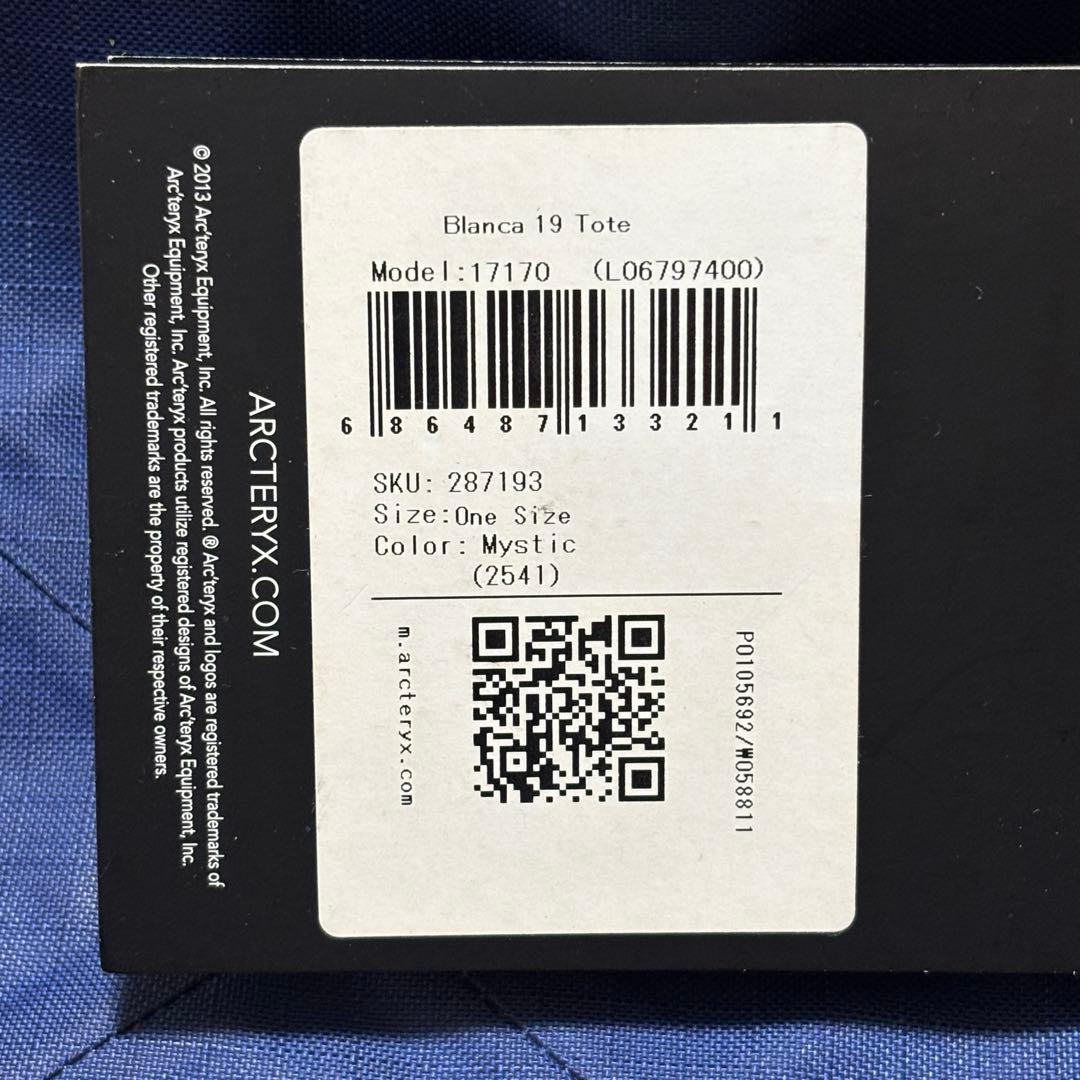 © 2013 Arc'teryx Equipment, Inc. All rights reserved. ® Arc'teryx and logos are registered trademarks of
Arc'teryx Equipment, Inc. Arc'teryx products utilize registered designs of Arc'teryx Equipment, Inc.
Other registered trademarks are the property of their respective owners.
ARCTERYX.COM
Blanca 19 Tote
Model:17170 (L06797400)
6 86487 13321 1
SKU: 287193
Size:One Size
Color: Mystic
(2541)
m.arcteryx.com
P0105692/W058811